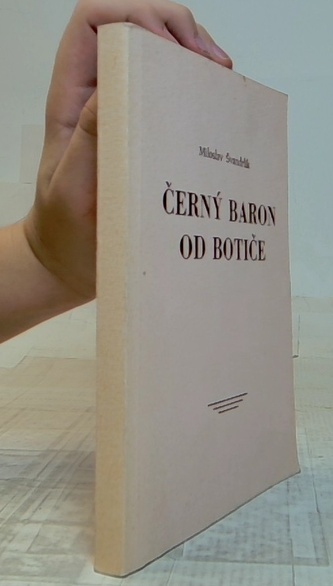 Miloslav Švandrlík
ČERNÝ BARON
OD BOTIČE